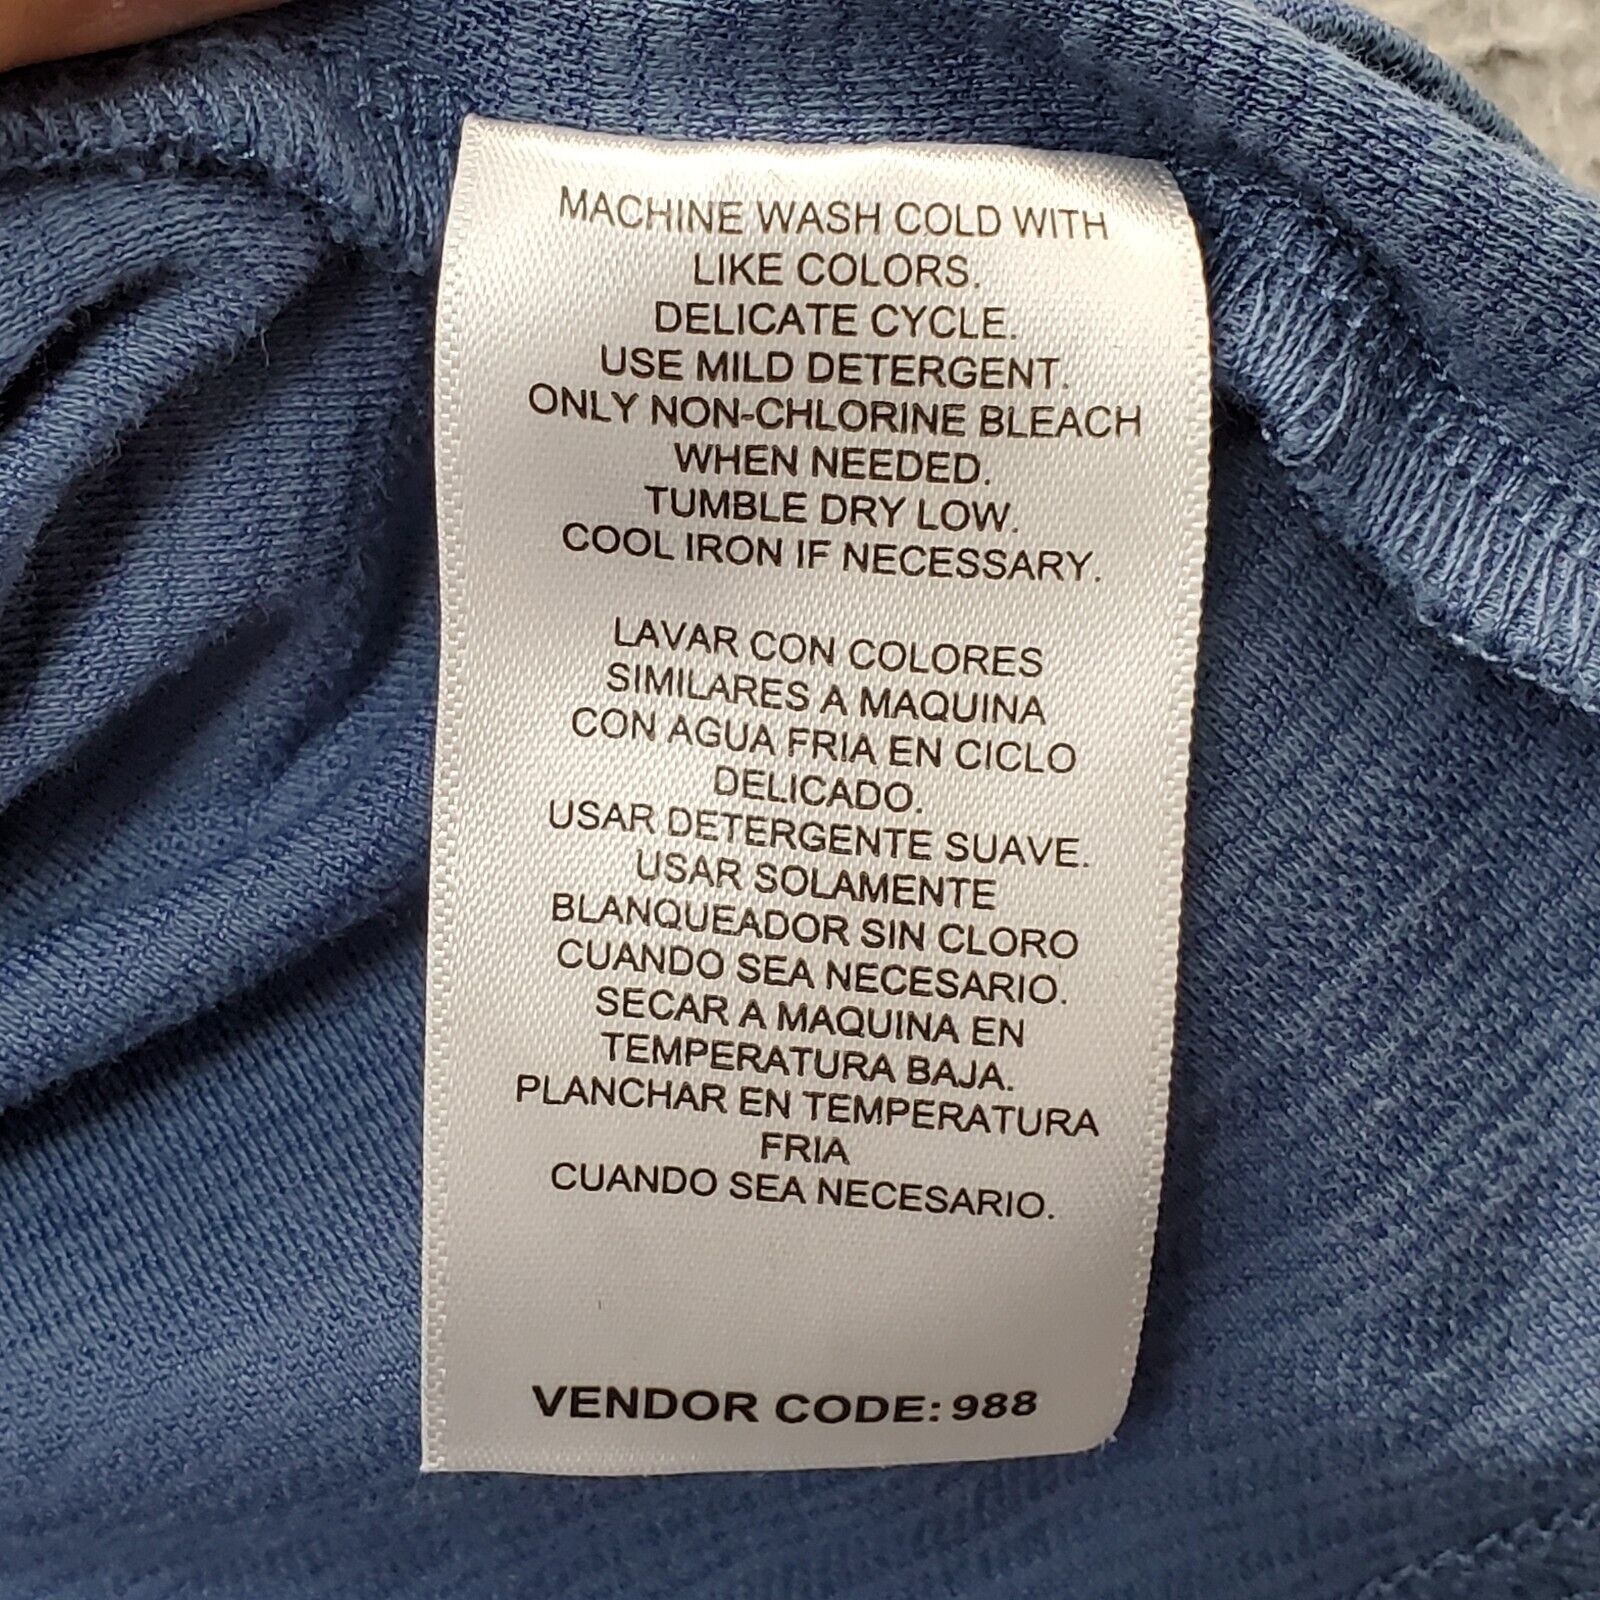 MACHINE WASH COLD WITH
LIKE COLORS.
DELICATE CYCLE.
USE MILD DETERGENT.
ONLY NON-CHLORINE BLEACH
WHEN NEEDED.
TUMBLE DRY LOW.
COOL IRON IF NECESSARY.
LAVAR CON COLORES
SIMILARES A MAQUINA
CON AGUA FRIA EN CICLO
DELICADO.
USAR DETERGENTE SUAVE.
USAR SOLAMENTE
BLANQUEADOR SIN CLORO
CUANDO SEA NECESARIO.
SECAR A MAQUINA EN
TEMPERATURA BAJA.
PLANCHAR EN TEMPERATURA
FRIA
CUANDO SEA NECESARIO.
VENDOR CODE: 988